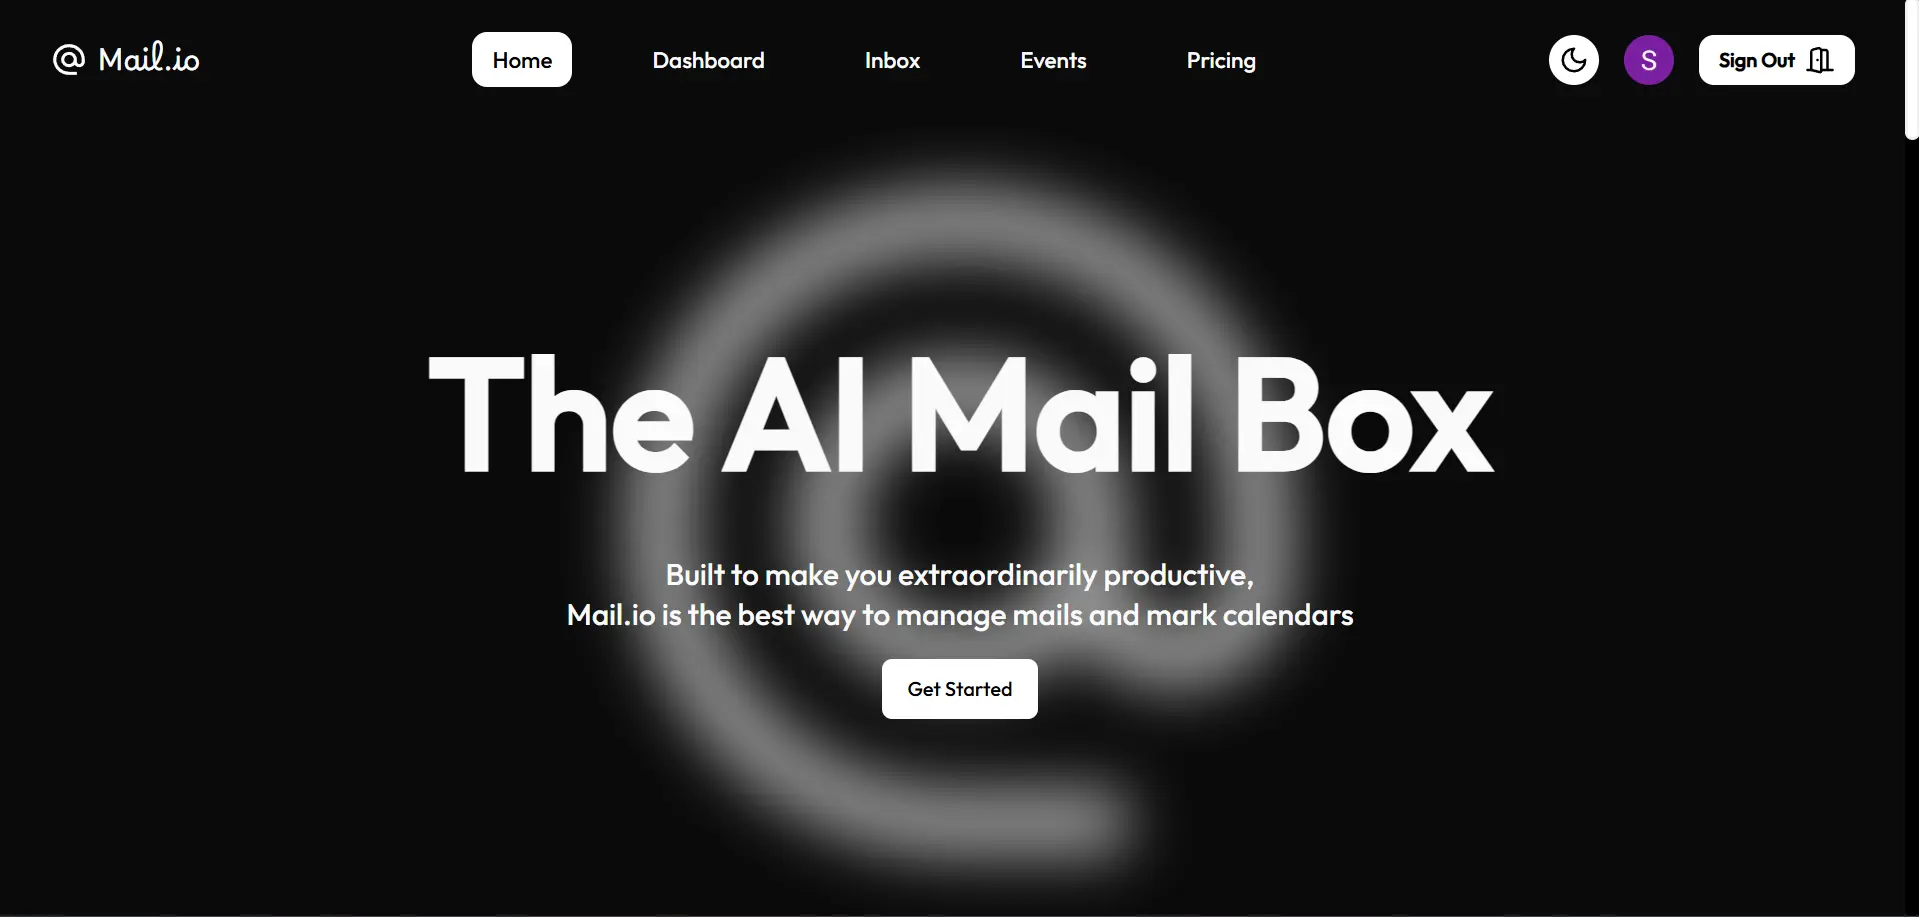 @ Mail.io
Home
Dashboard
Inbox
Events
Pricing
S
Sign Out
The AI Mail Box
Built to make you extraordinarily productive,
Mail.io is the best way to manage mails and mark calendars
Get Started